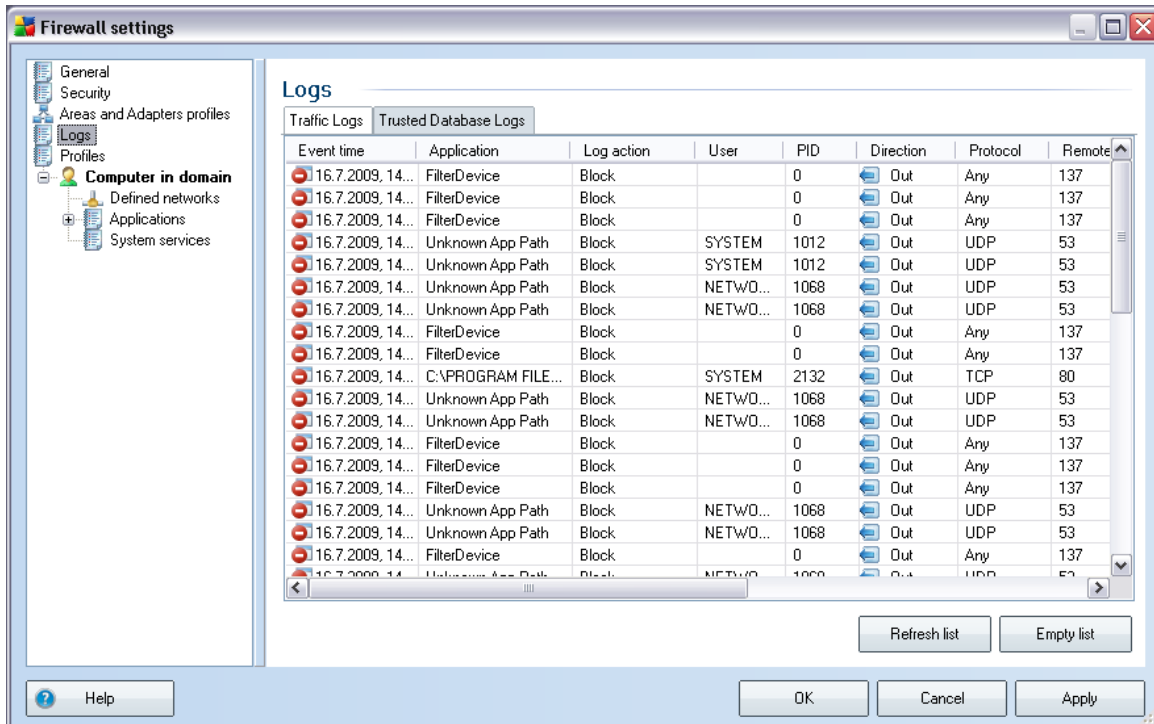 Firewall settings
General
Security
Areas and Adapters profiles
Logs
Profiles
Computer in domain
Defined networks
Applications
System services
Logs
Traffic Logs Trusted Database Logs
Event time Application Log action User PID Direction Protocol Remote
16.7.2009, 14... FilterDevice Block 0 Out Any 137
16.7.2009, 14... FilterDevice Block 0 Out Any 137
16.7.2009, 14... FilterDevice Block 0 Out Any 137
16.7.2009, 14... Unknown App Path Block SYSTEM 1012 Out UDP 53
16.7.2009, 14... Unknown App Path Block SYSTEM 1012 Out UDP 53
16.7.2009, 14... Unknown App Path Block NETWO... 1068 Out UDP 53
16.7.2009, 14... Unknown App Path Block NETWO... 1068 Out UDP 53
16.7.2009, 14... FilterDevice Block 0 Out Any 137
16.7.2009, 14... FilterDevice Block 0 Out Any 137
16.7.2009, 14... C:\PROGRAM FILE... Block SYSTEM 2132 Out TCP 80
16.7.2009, 14... Unknown App Path Block NETWO... 1068 Out UDP 53
16.7.2009, 14... Unknown App Path Block NETWO... 1068 Out UDP 53
16.7.2009, 14... FilterDevice Block 0 Out Any 137
16.7.2009, 14... FilterDevice Block 0 Out Any 137
16.7.2009, 14... FilterDevice Block 0 Out Any 137
16.7.2009, 14... Unknown App Path Block NETWO... 1068 Out UDP 53
16.7.2009, 14... Unknown App Path Block NETWO... 1068 Out UDP 53
16.7.2009, 14... FilterDevice Block 0 Out Any 137
Refresh list Empty list
Help OK Cancel Apply